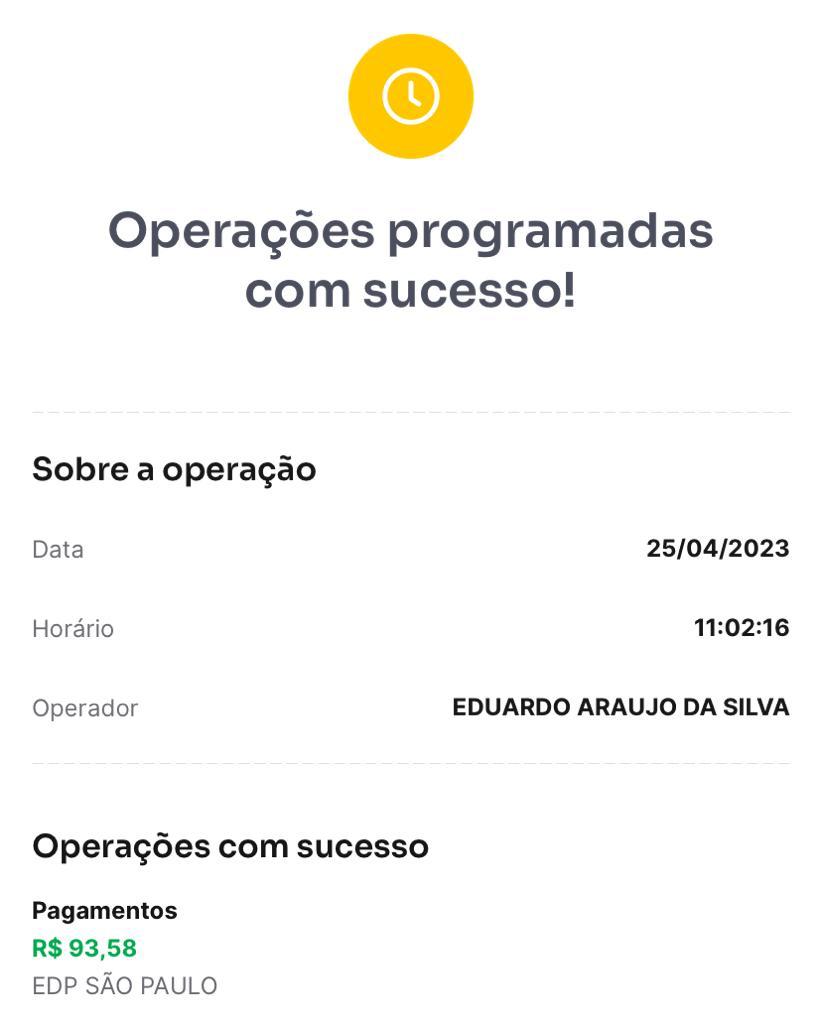 Operações programadas
com sucesso!
Sobre a operação
Data 25/04/2023
Horário 11:02:16
Operador EDUARDO ARAUJO DA SILVA
Operações com sucesso
Pagamentos
R$ 93,58
EDP SÃO PAULO